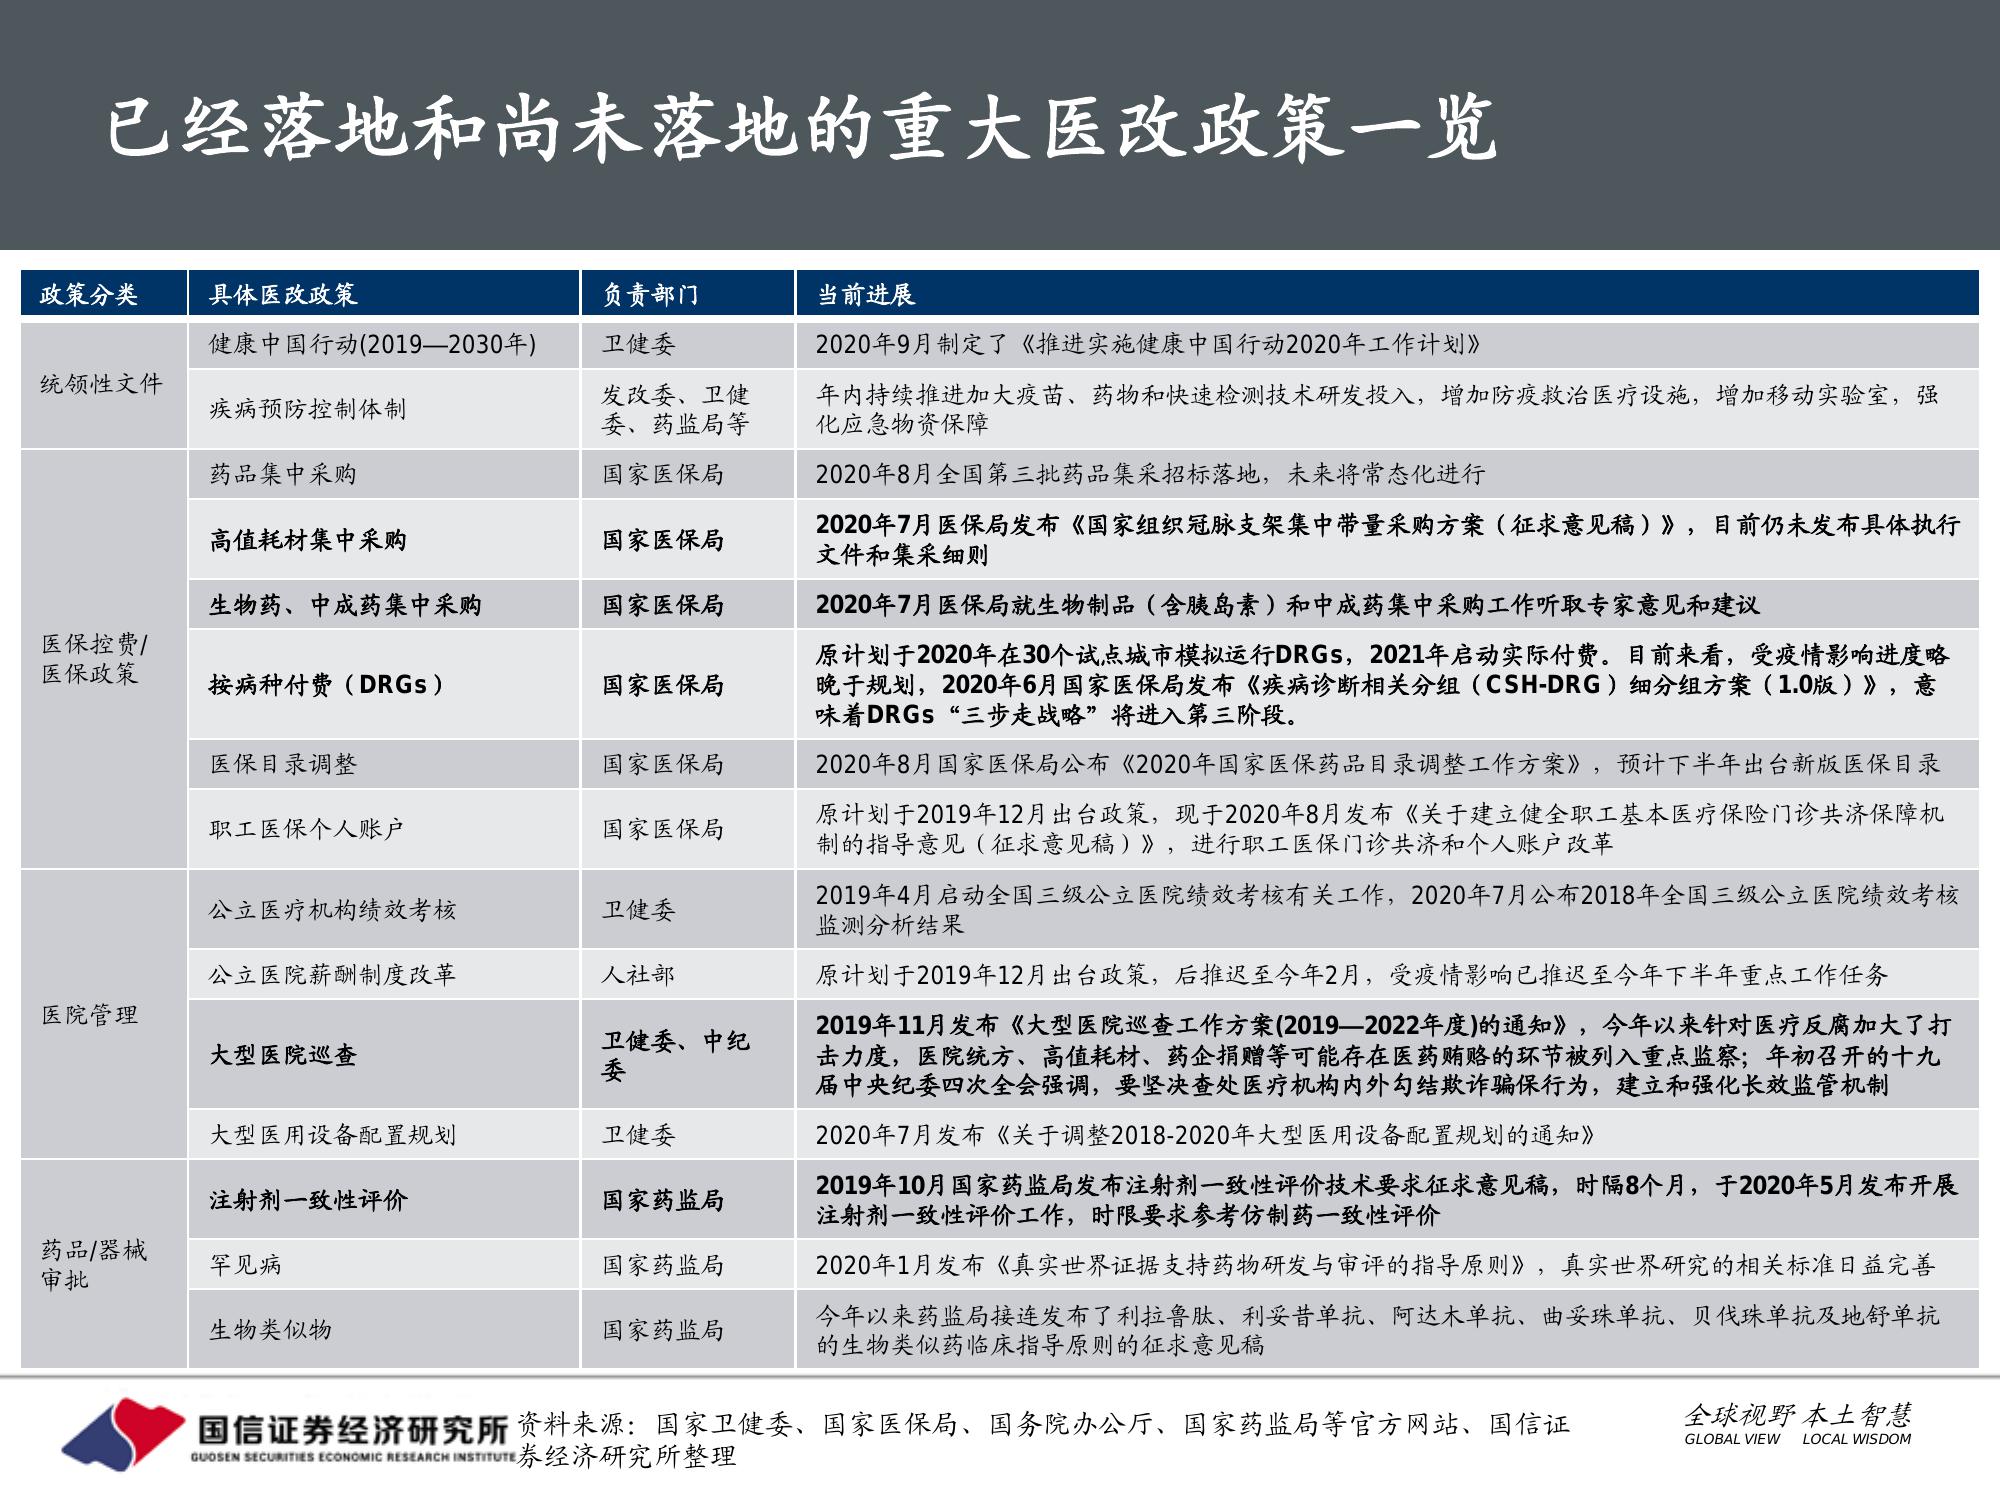 已经落地和尚未落地的重大医改政策一览
政策分类 具体医改政策 负责部门 当前进展
统领性文件
健康中国行动(2019—2030年) 卫健委 2020年9月制定了《推进实施健康中国行动2020年工作计划》
疾病预防控制体制
发改委、卫健
委、药监局等
年内持续推进加大疫苗、药物和快速检测技术研发投入，增加防疫救治医疗设施，增加移动实验室，强
化应急物资保障
医保控费/
医保政策
药品集中采购 国家医保局 2020年8月全国第三批药品集采招标落地，未来将常态化进行
高值耗材集中采购 国家医保局
2020年7月医保局发布《国家组织冠脉支架集中带量采购方案（征求意见稿）》，目前仍未发布具体执行
文件和集采细则
生物药、中成药集中采购 国家医保局 2020年7月医保局就生物制品（含胰岛素）和中成药集中采购工作听取专家意见和建议
按病种付费（DRGs） 国家医保局
原计划于2020年在30个试点城市模拟运行DRGs，2021年启动实际付费。目前来看，受疫情影响进度略
晚于规划，2020年6月国家医保局发布《疾病诊断相关分组（CSH-DRG）细分组方案（1.0版）》，意
味着DRGs“三步走战略”将进入第三阶段。
医保目录调整 国家医保局 2020年8月国家医保局公布《2020年国家医保药品目录调整工作方案》，预计下半年出台新版医保目录
职工医保个人账户 国家医保局
原计划于2019年12月出台政策，现于2020年8月发布《关于建立健全职工基本医疗保险门诊共济保障机
制的指导意见（征求意见稿）》，进行职工医保门诊共济和个人账户改革
医院管理
公立医疗机构绩效考核 卫健委
2019年4月启动全国三级公立医院绩效考核有关工作，2020年7月公布2018年全国三级公立医院绩效考核
监测分析结果
公立医院薪酬制度改革 人社部 原计划于2019年12月出台政策，后推迟至今年2月，受疫情影响已推迟至今年下半年重点工作任务
大型医院巡查
卫健委、中纪
委
2019年11月发布《大型医院巡查工作方案(2019—2022年度)的通知》，今年以来针对医疗反腐加大了打
击力度，医院统方、高值耗材、药企捐赠等可能存在医药贿赂的环节被列入重点监察；年初召开的十九
届中央纪委四次全会强调，要坚决查处医疗机构内外勾结欺诈骗保行为，建立和强化长效监管机制
大型医用设备配置规划 卫健委 2020年7月发布《关于调整2018-2020年大型医用设备配置规划的通知》
药品/器械
审批
注射剂一致性评价 国家药监局
2019年10月国家药监局发布注射剂一致性评价技术要求征求意见稿，时隔8个月，于2020年5月发布开展
注射剂一致性评价工作，时限要求参考仿制药一致性评价
罕见病 国家药监局 2020年1月发布《真实世界证据支持药物研发与审评的指导原则》，真实世界研究的相关标准日益完善
生物类似物 国家药监局
今年以来药监局接连发布了利拉鲁肽、利妥昔单抗、阿达木单抗、曲妥珠单抗、贝伐珠单抗及地舒单抗
的生物类似药临床指导原则的征求意见稿
国信证券经济研究所
GUOSEN SECURITIES ECONOMIC RESEARCH INSTITUTE
资料来源：国家卫健委、国家医保局、国务院办公厅、国家药监局等官方网站、国信证
券经济研究所整理
全球视野 本土智慧
GLOBAL VIEW LOCAL WISDOM